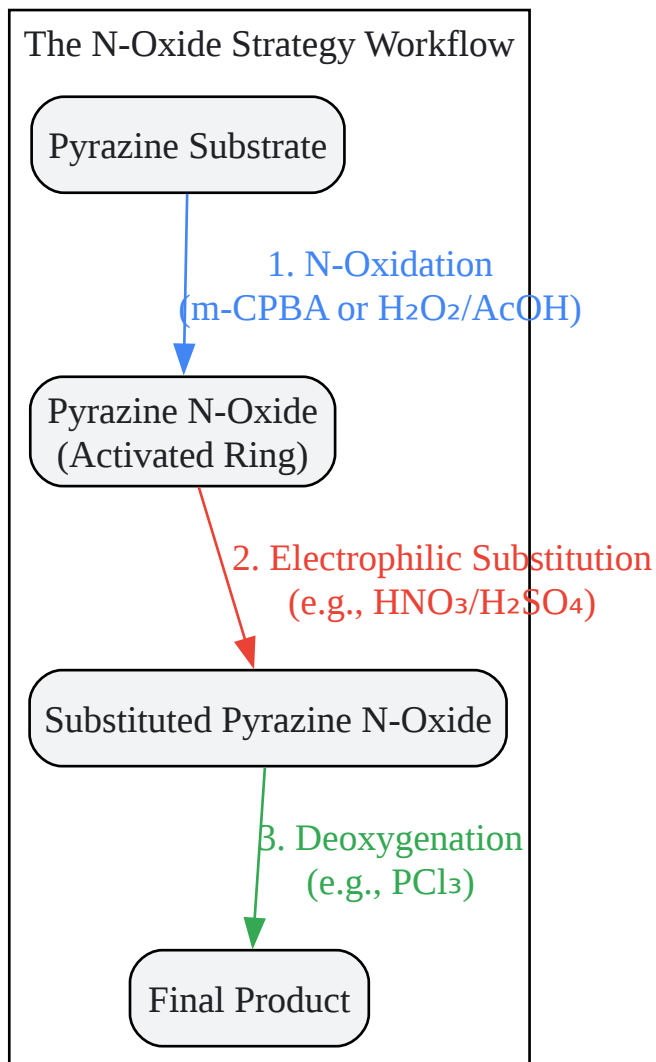 The N-Oxide Strategy Workflow
Pyrazine Substrate
1. N-Oxidation
(m-CPBA or H₂O₂/AcOH)
Pyrazine N-Oxide
(Activated Ring)
2. Electrophilic Substitution
(e.g., HNO₃/H₂SO₄)
Substituted Pyrazine N-Oxide
3. Deoxygenation
(e.g., PCl₃)
Final Product